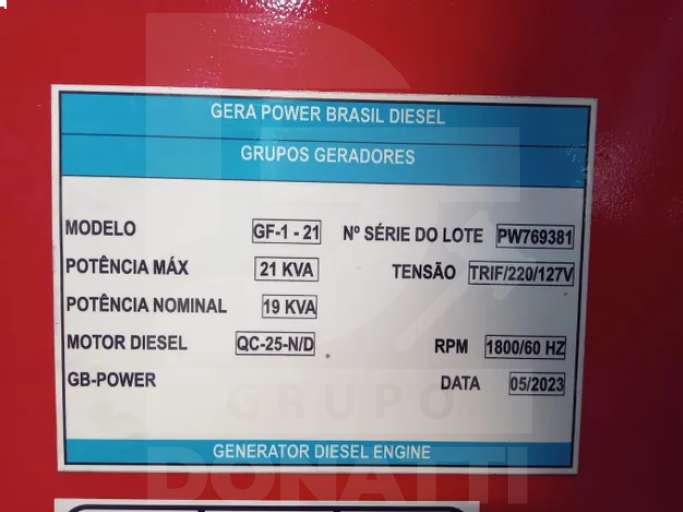 GERA POWER BRASIL DIESEL
GRUPOS GERADORES
MODELO GF-1 - 21 Nº SÉRIE DO LOTE PW769381
POTÊNCIA MÁX 21 KVA TENSÃO TRIF/220/127V
POTÊNCIA NOMINAL 19 KVA
MOTOR DIESEL QC-25-N/D RPM 1800/60 HZ
GB-POWER DATA 05/2023
GRUPO
GENERATOR DIESEL ENGINE
DONATTI